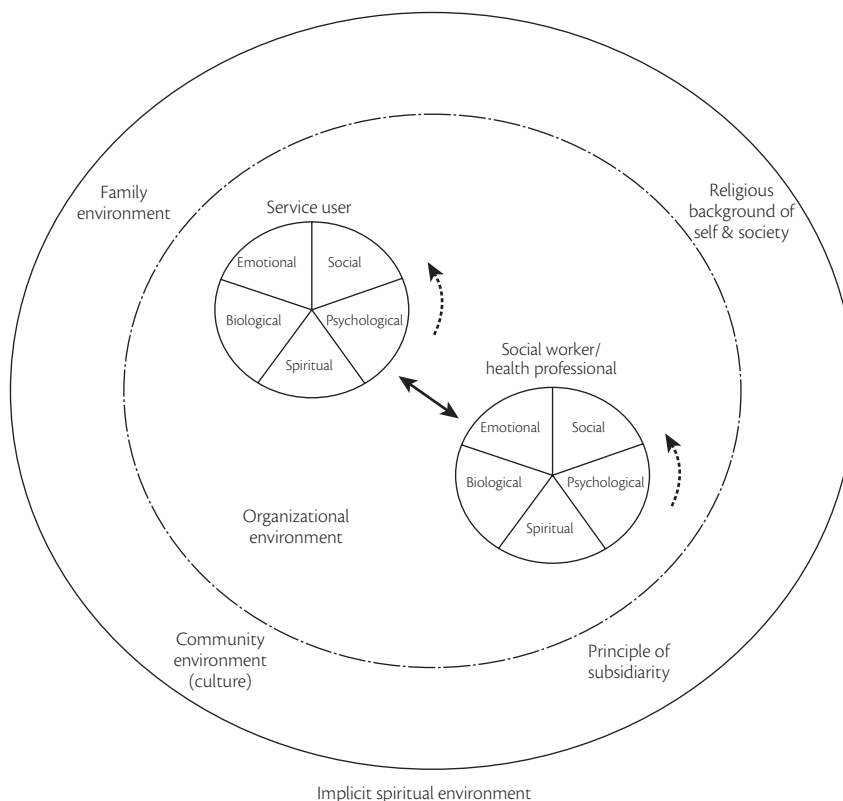 Family
environment
Religious
background of
self & society
Service user
Emotional
Social
Biological
Psychological
Spiritual
Social worker/
health professional
Emotional
Social
Biological
Psychological
Spiritual
Organizational
environment
Community
environment
(culture)
Principle of
subsidiarity
Implicit spiritual environment